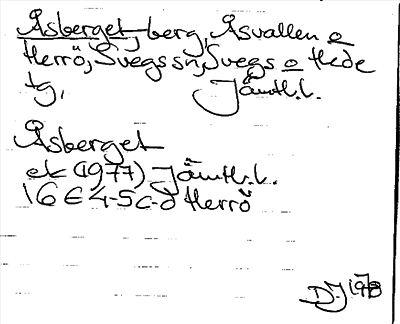 Åsberget, berg, Åsvallen o
Herrö, Svegs sn, Svegs o Hede
tg, Jämtl.l.
Åsberget
ek (1977) Jämtl.l.
16 E 4-5 c-d Herrö
DJ 1978